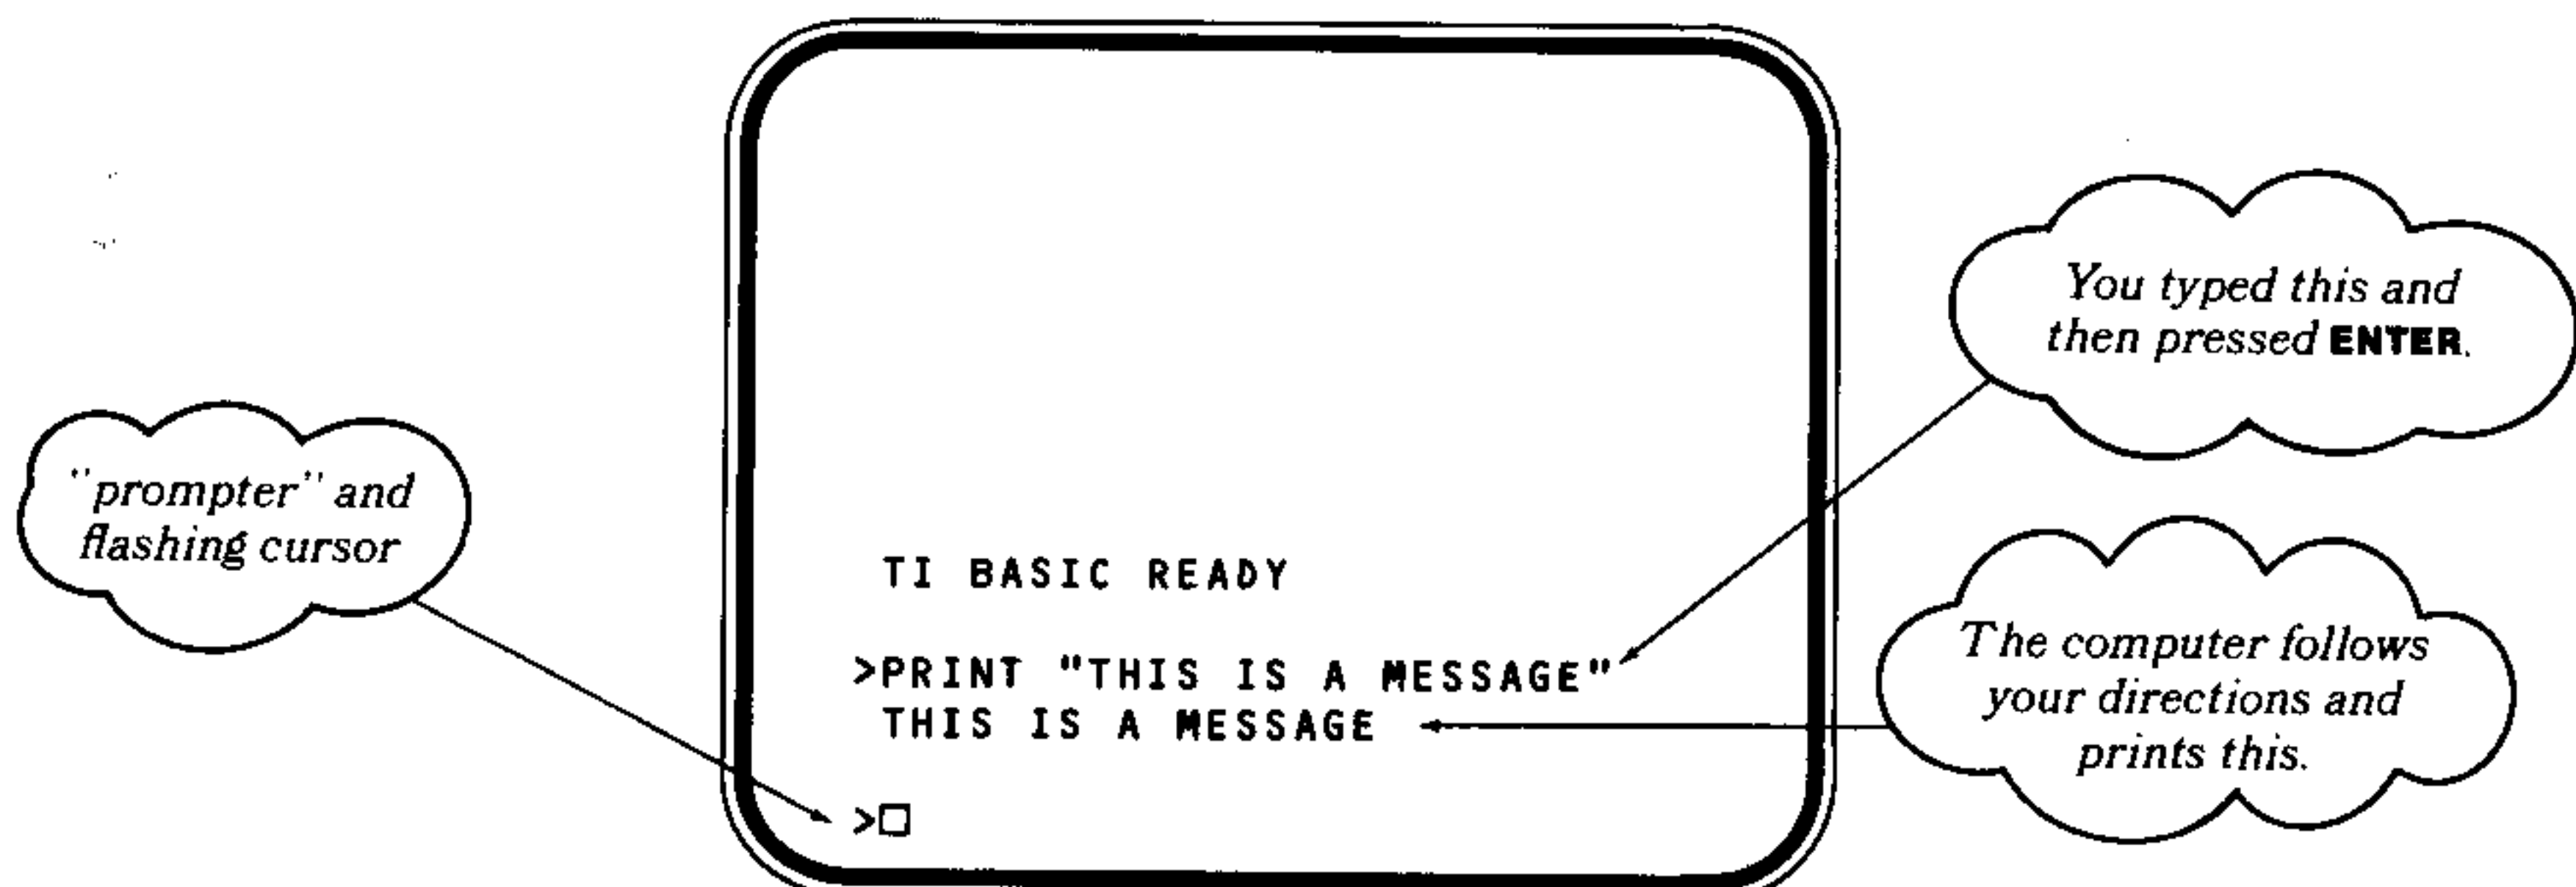 You typed this and
then pressed ENTER.
"prompter" and
flashing cursor
TI BASIC READY
>PRINT "THIS IS A MESSAGE"
THIS IS A MESSAGE
The computer follows
your directions and
prints this.
>□